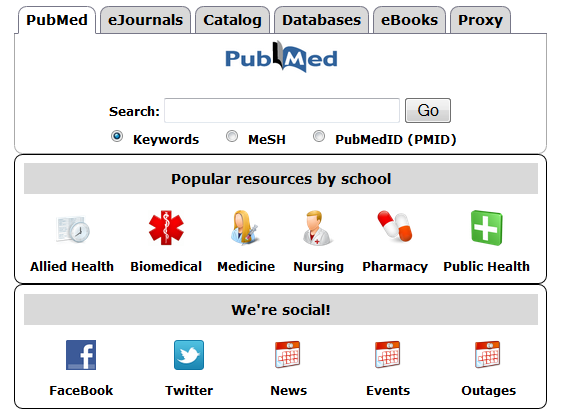 PubMed eJournals Catalog Databases eBooks Proxy
PubMed
Search: Go
Keywords MeSH PubMedID (PMID)
Popular resources by school
Allied Health Biomedical Medicine Nursing Pharmacy Public Health
We're social!
FaceBook Twitter News Events Outages